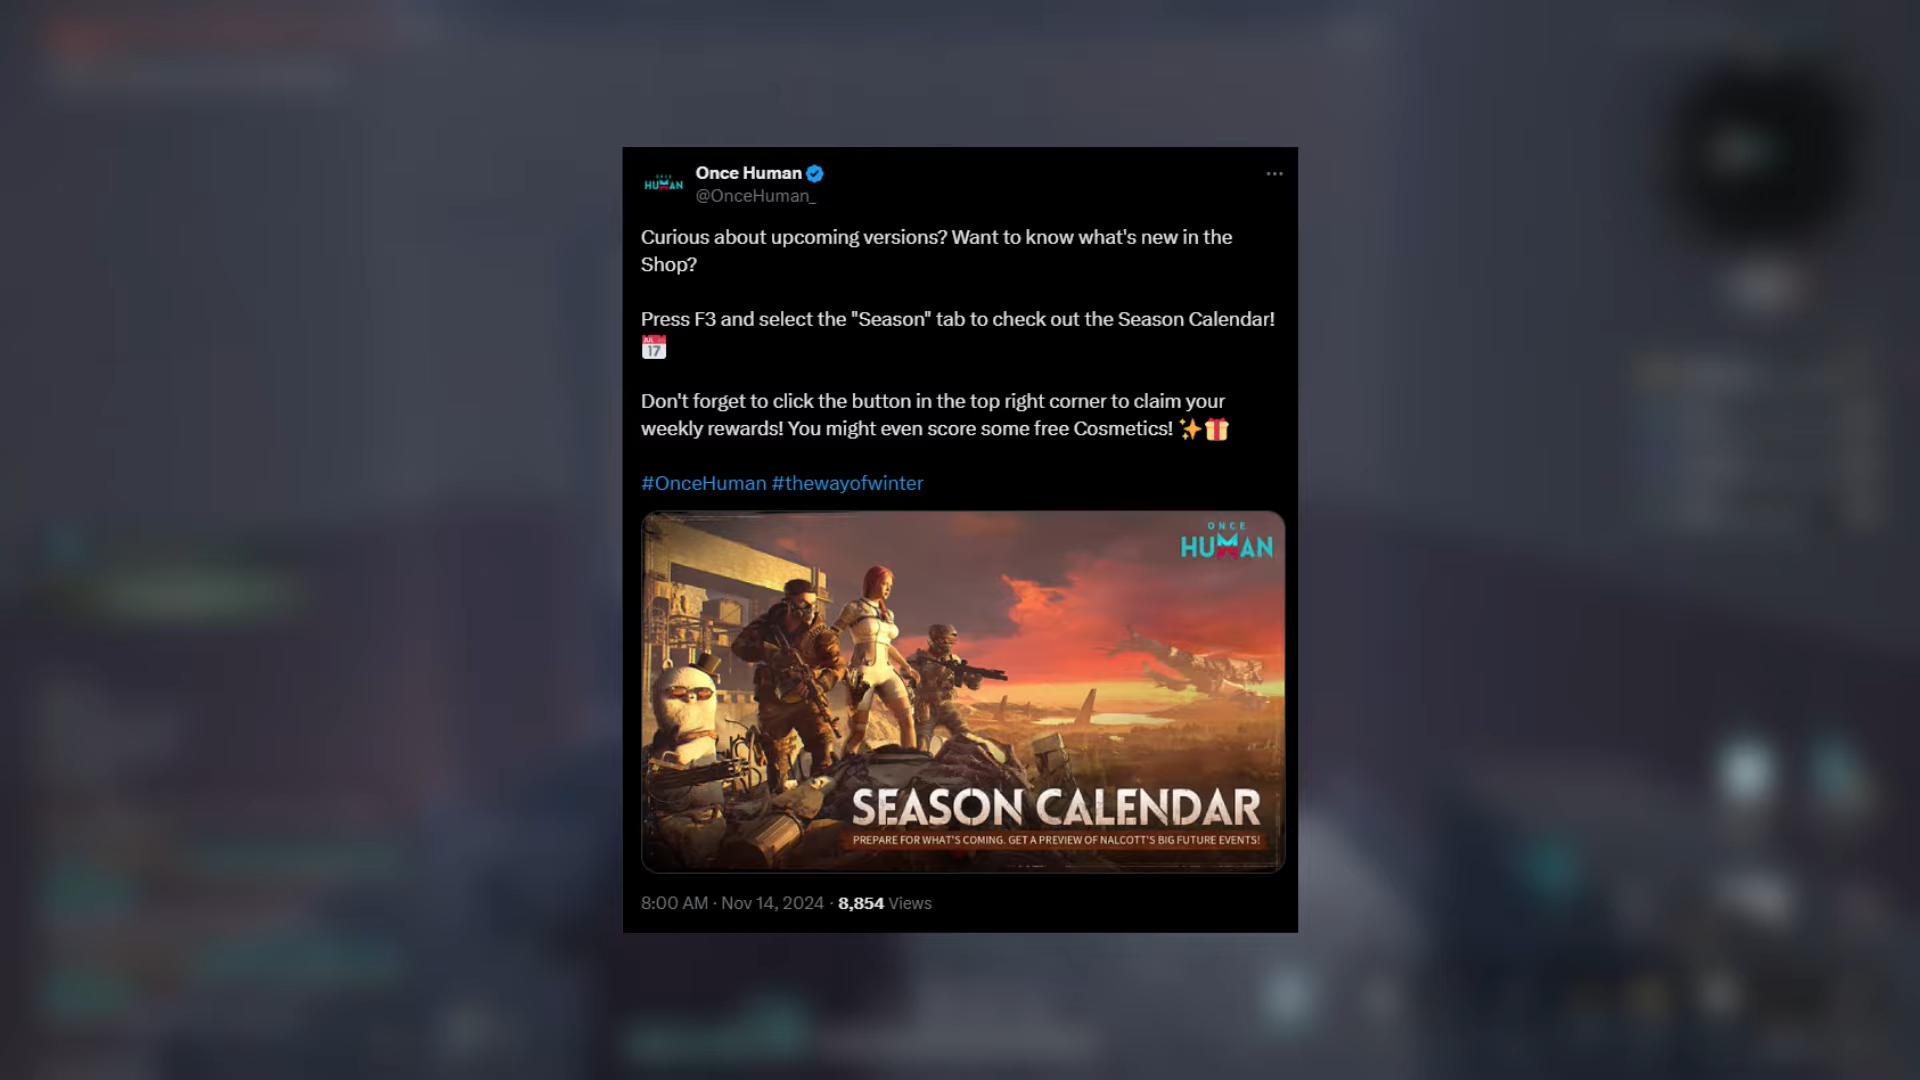 Once Human
@OnceHuman_
Curious about upcoming versions? Want to know what's new in the
Shop?
Press F3 and select the "Season" tab to check out the Season Calendar!
JUL
17
Don't forget to click the button in the top right corner to claim your
weekly rewards! You might even score some free Cosmetics! ✨🎁
#OnceHuman #thewayofwinter
ONCE
HUMAN
SEASON CALENDAR
PREPARE FOR WHAT'S COMING. GET A PREVIEW OF NALCOTT'S BIG FUTURE EVENTS!
8:00 AM · Nov 14, 2024 · 8,854 Views